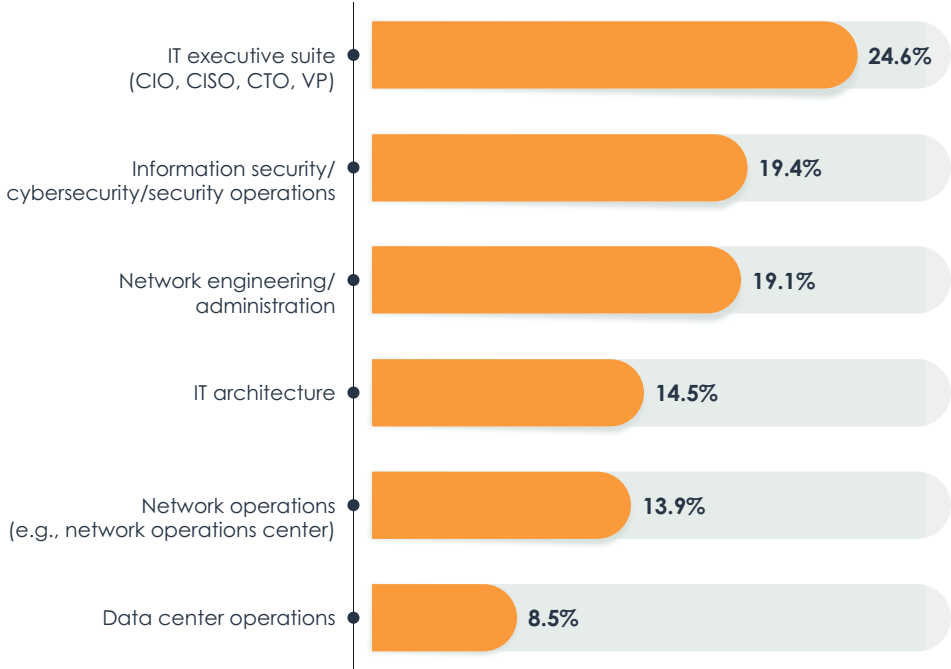 IT executive suite
(CIO, CISO, CTO, VP)
24.6%
Information security/
cybersecurity/security operations
19.4%
Network engineering/
administration
19.1%
IT architecture
14.5%
Network operations
(e.g., network operations center)
13.9%
Data center operations
8.5%